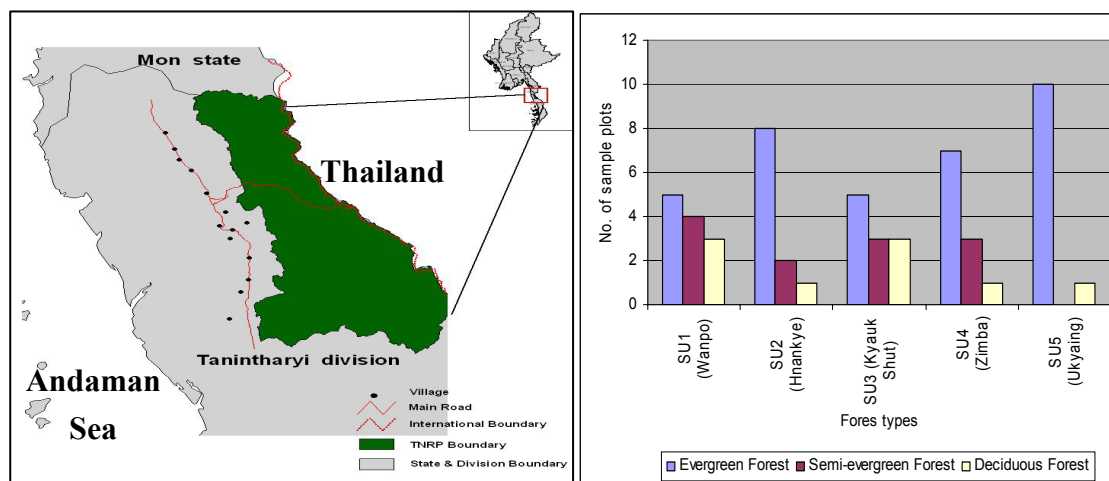 Mon state
Thailand
Tanintharyi division
Andaman
Sea
Village
Main Road
International Boundary
TNRP Boundary
State & Division Boundary
12
10
8
6
4
2
0
No. of sample plots
SU1
(Wanpo)
SU2
(Hnankye)
SU3 (Kyauk
Shut)
SU4
(Zimba)
SU5
(Ukyaing)
Fores types
Evergreen Forest
Semi-evergreen Forest
Deciduous Forest